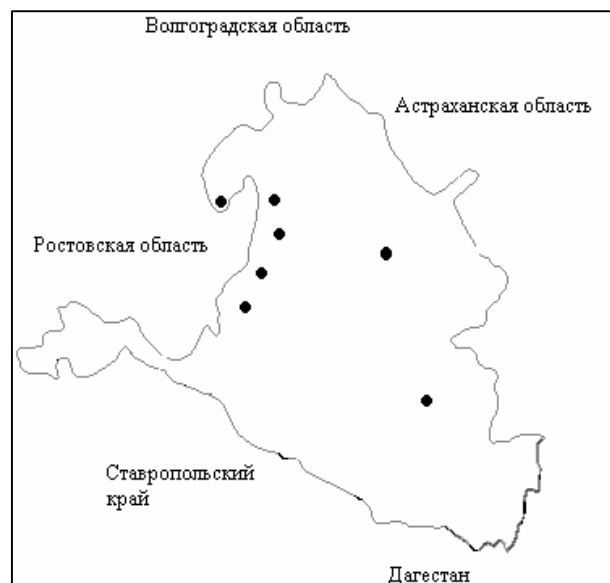 Волгоградская область
Астраханская область
Ростовская область
Ставропольский
край
Дагестан